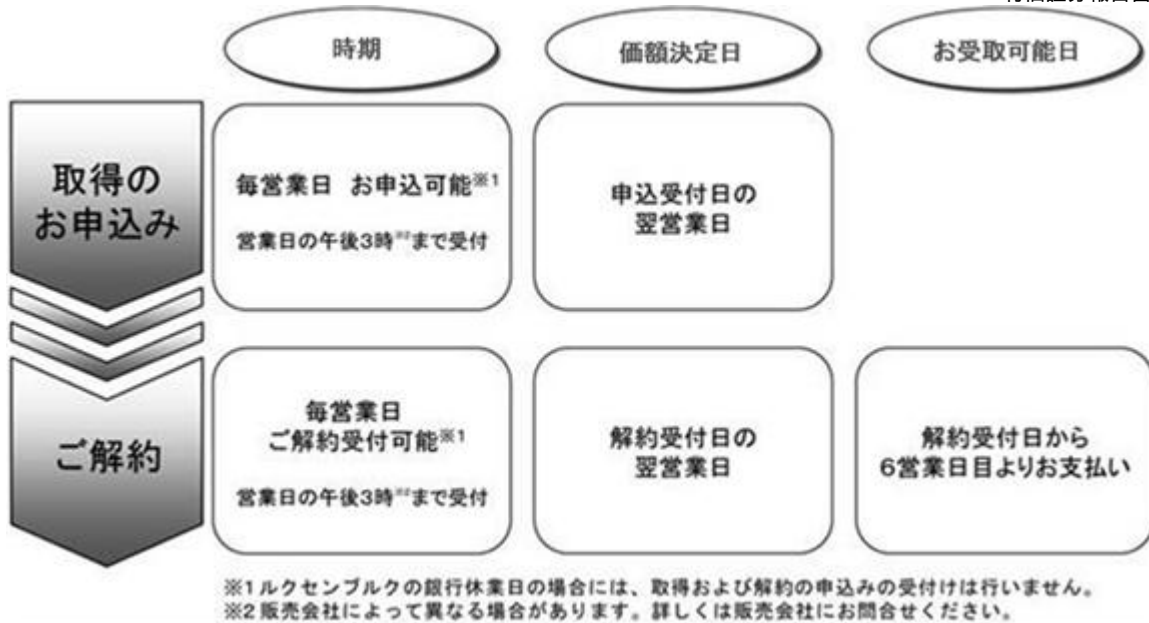 時期
価額決定日
お受取可能日
取得の
お申込み
毎営業日 お申込可能※1
営業日の午後3時※2まで受付
申込受付日の
翌営業日
ご解約
毎営業日
ご解約受付可能※1
営業日の午後3時※2まで受付
解約受付日の
翌営業日
解約受付日から
6営業日目よりお支払い
※1 ルクセンブルクの銀行休業日の場合には、取得および解約の申込みの受付けは行いません。
※2 販売会社によって異なる場合があります。詳しくは販売会社にお問合せください。